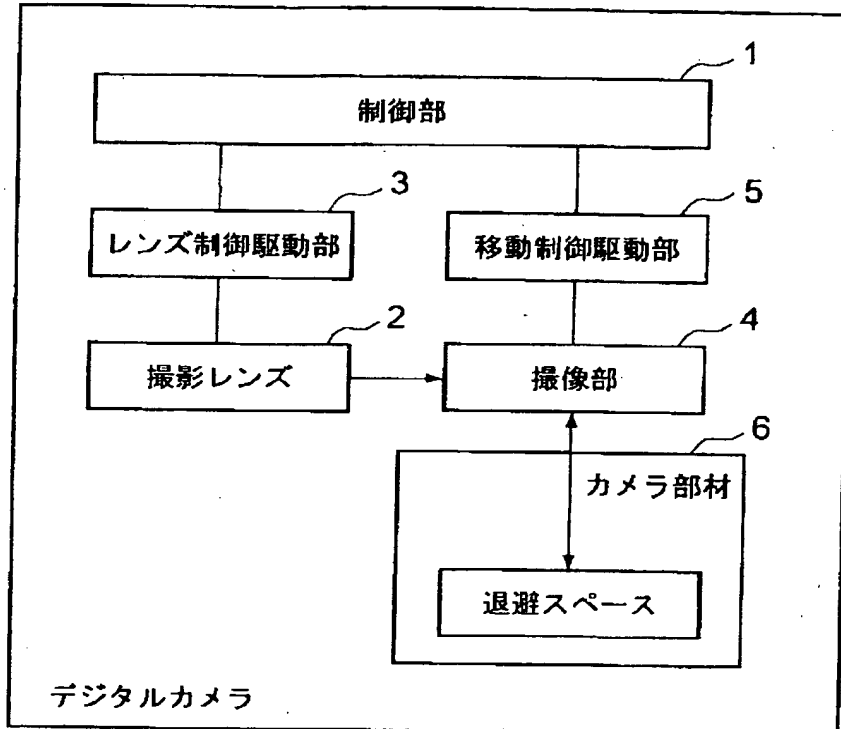 1
制御部
3
5
レンズ制御駆動部
移動制御駆動部
2
4
撮影レンズ
撮像部
6
カメラ部材
退避スペース
デジタルカメラ